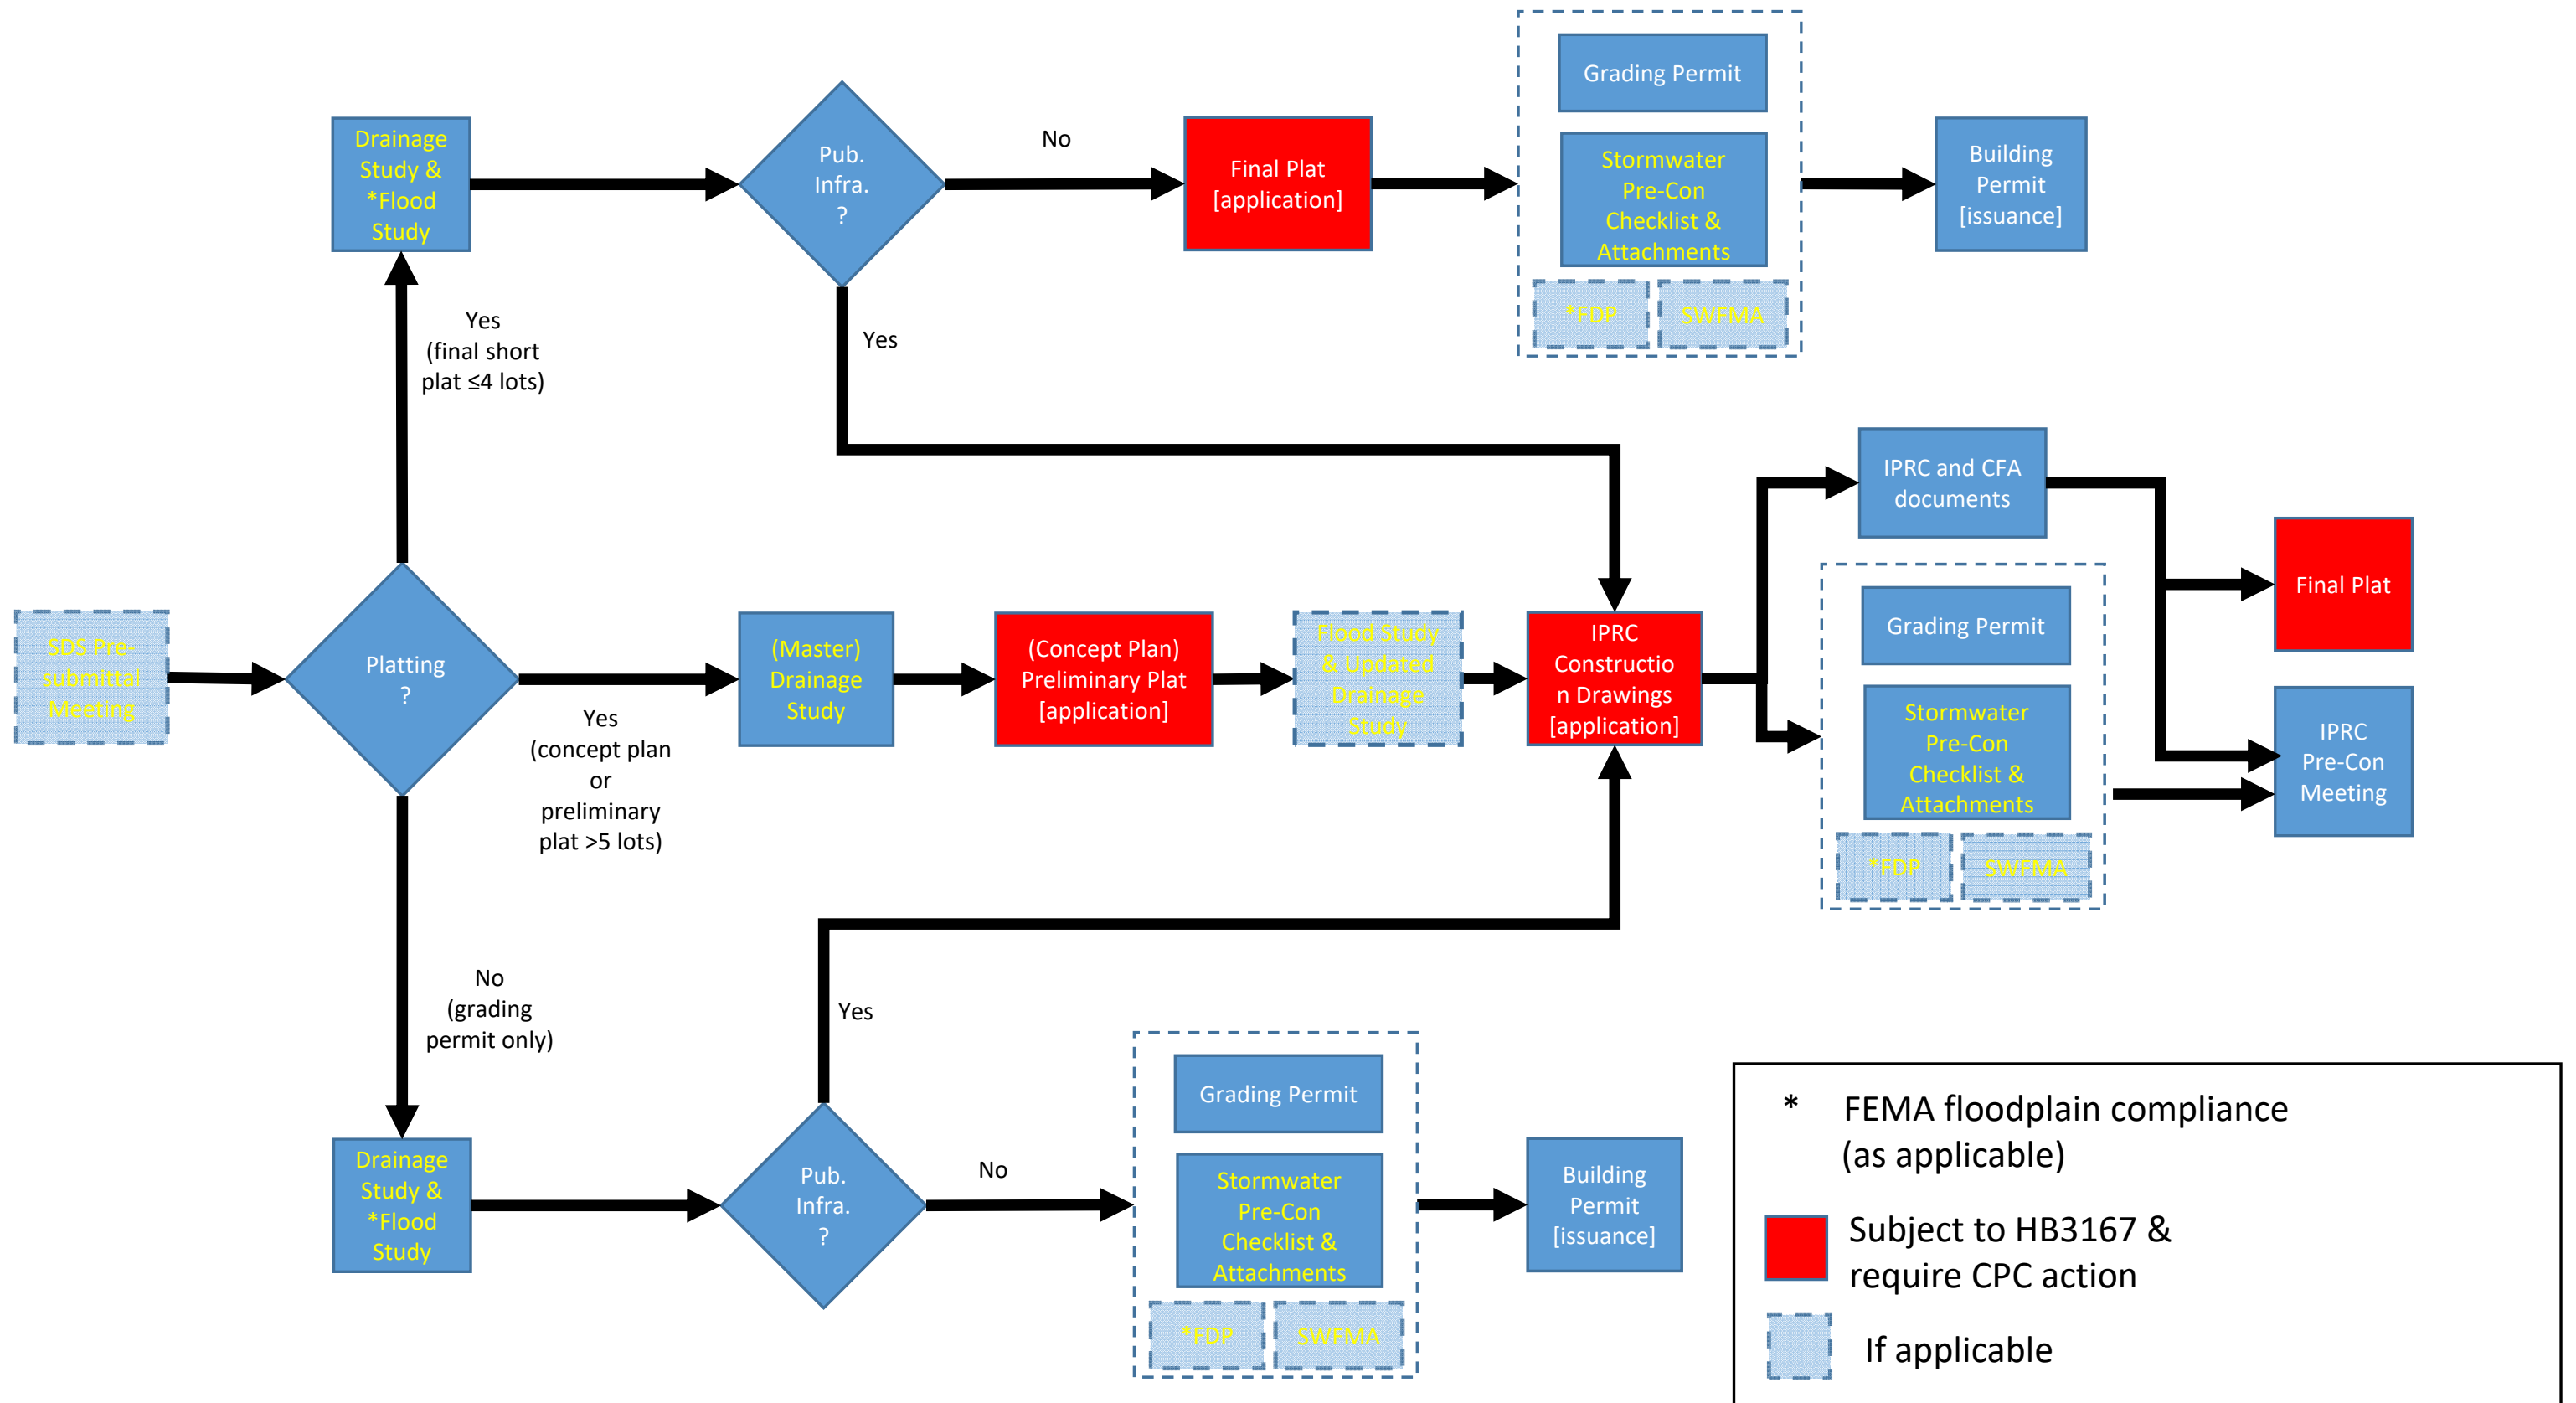 Grading Permit
Stormwater
Pre-Con
Checklist &
Attachments
*FDP
SWFMA
Drainage
Study &
*Flood
Study
Pub.
Infra.
?
No
Final Plat
[application]
Building
Permit
[issuance]
Yes
(final short
plat ≤4 lots)
Yes
SDS Pre-
submittal
Meeting
Platting
?
Yes
(concept plan
or
preliminary
plat >5 lots)
(Master)
Drainage
Study
(Concept Plan)
Preliminary Plat
[application]
Flood Study
& Updated
Drainage
Study
IPRC
Constructio
n Drawings
[application]
IPRC and CFA
documents
Final Plat
Grading Permit
Stormwater
Pre-Con
Checklist &
Attachments
*FDP
SWFMA
IPRC
Pre-Con
Meeting
No
(grading
permit only)
Drainage
Study &
*Flood
Study
Pub.
Infra.
?
Yes
No
Grading Permit
Stormwater
Pre-Con
Checklist &
Attachments
*FDP
SWFMA
Building
Permit
[issuance]
* FEMA floodplain compliance
(as applicable)
Subject to HB3167 &
require CPC action
If applicable